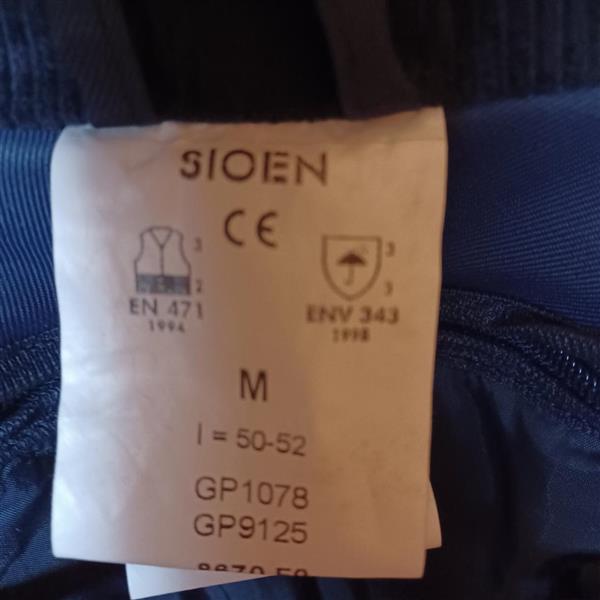 SIOEN
CE
3
2
EN 471
1994
3
3
ENV 343
1998
M
I = 50-52
GP1078
GP9125